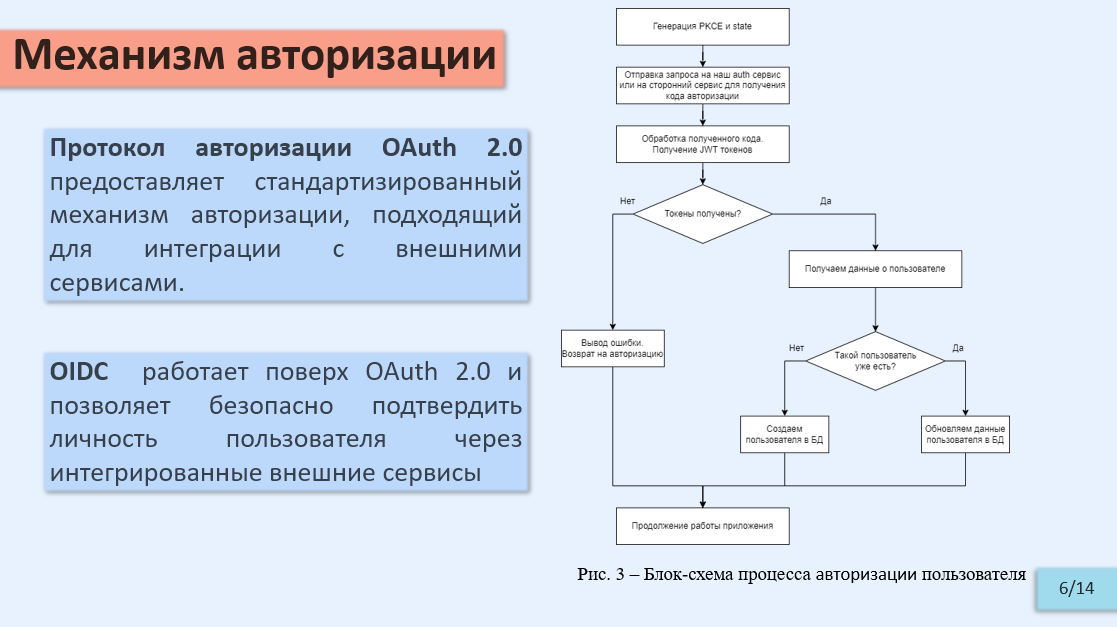 Механизм авторизации
Протокол авторизации OAuth 2.0
предоставляет стандартизированный
механизм авторизации, подходящий
для интеграции с внешними
сервисами.
OIDC работает поверх OAuth 2.0 и
позволяет безопасно подтвердить
личность пользователя через
интегрированные внешние сервисы
Генерация PKCE и state
Отправка запроса на наш auth сервис
или на сторонний сервис для получения
кода авторизации
Обработка полученного кода.
Получение JWT токенов
Нет
Токены получены?
Да
Получаем данные о пользователе
Вывод ошибки.
Возврат на авторизацию
Нет
Такой пользователь
уже есть?
Да
Создаем
пользователя в БД
Обновляем данные
пользователя в БД
Продолжение работы приложения
Рис. 3 – Блок-схема процесса авторизации пользователя
6/14